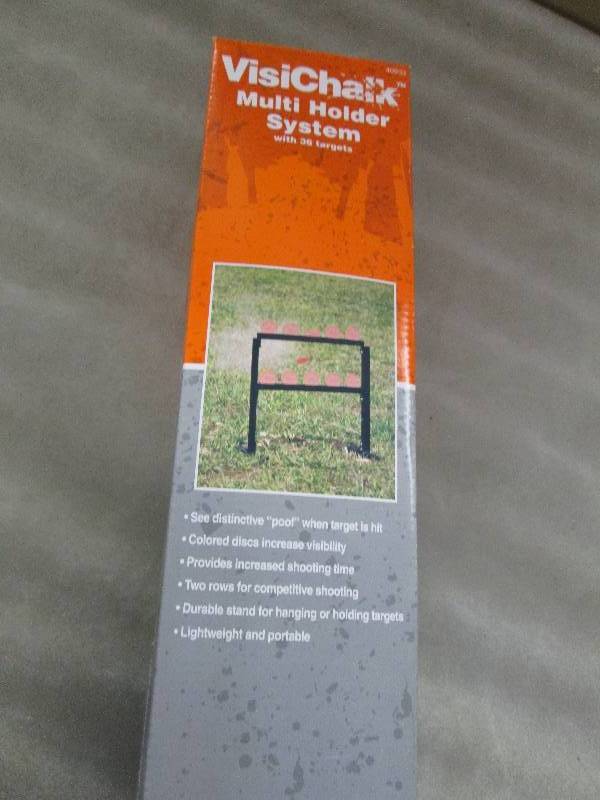 VisiChalk™
Multi Holder
System
with 36 targets
• See distinctive "poof" when target is hit
• Colored discs increase visibility
• Provides increased shooting time
• Two rows for competitive shooting
• Durable stand for hanging or holding targets
• Lightweight and portable